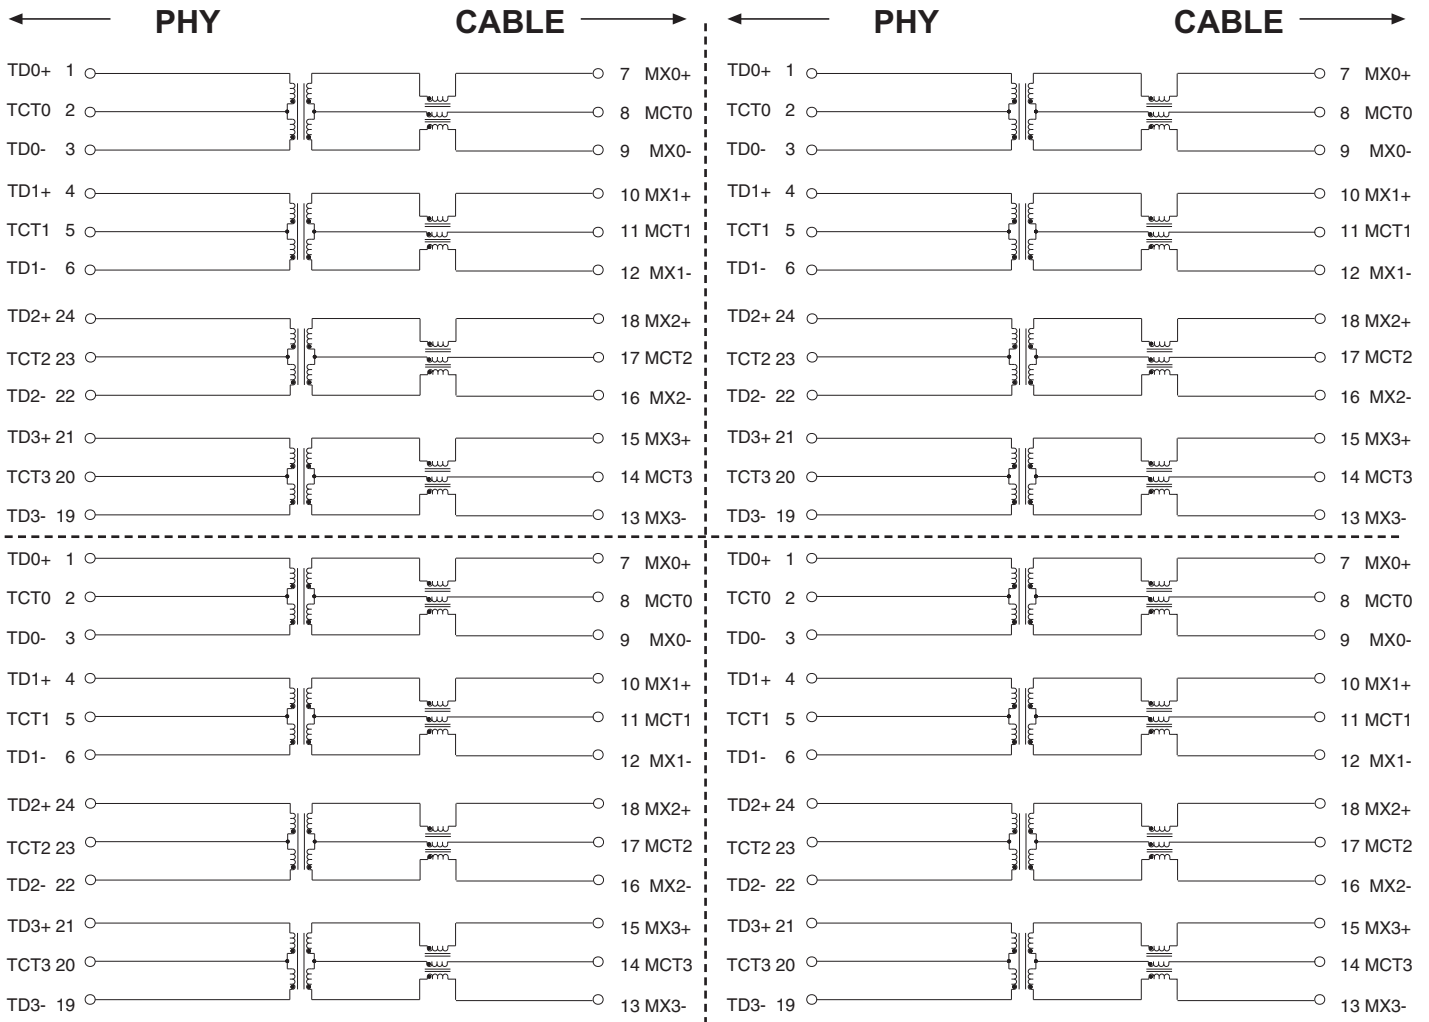 PHY CABLE PHY CABLE
TD0+ 1 7 MX0+ TD0+ 1 7 MX0+
TCT0 2 8 MCT0 TCT0 2 8 MCT0
TD0- 3 9 MX0- TD0- 3 9 MX0-
TD1+ 4 10 MX1+ TD1+ 4 10 MX1+
TCT1 5 11 MCT1 TCT1 5 11 MCT1
TD1- 6 12 MX1- TD1- 6 12 MX1-
TD2+ 24 18 MX2+ TD2+ 24 18 MX2+
TCT2 23 17 MCT2 TCT2 23 17 MCT2
TD2- 22 16 MX2- TD2- 22 16 MX2-
TD3+ 21 15 MX3+ TD3+ 21 15 MX3+
TCT3 20 14 MCT3 TCT3 20 14 MCT3
TD3- 19 13 MX3- TD3- 19 13 MX3-
TD0+ 1 7 MX0+ TD0+ 1 7 MX0+
TCT0 2 8 MCT0 TCT0 2 8 MCT0
TD0- 3 9 MX0- TD0- 3 9 MX0-
TD1+ 4 10 MX1+ TD1+ 4 10 MX1+
TCT1 5 11 MCT1 TCT1 5 11 MCT1
TD1- 6 12 MX1- TD1- 6 12 MX1-
TD2+ 24 18 MX2+ TD2+ 24 18 MX2+
TCT2 23 17 MCT2 TCT2 23 17 MCT2
TD2- 22 16 MX2- TD2- 22 16 MX2-
TD3+ 21 15 MX3+ TD3+ 21 15 MX3+
TCT3 20 14 MCT3 TCT3 20 14 MCT3
TD3- 19 13 MX3- TD3- 19 13 MX3-